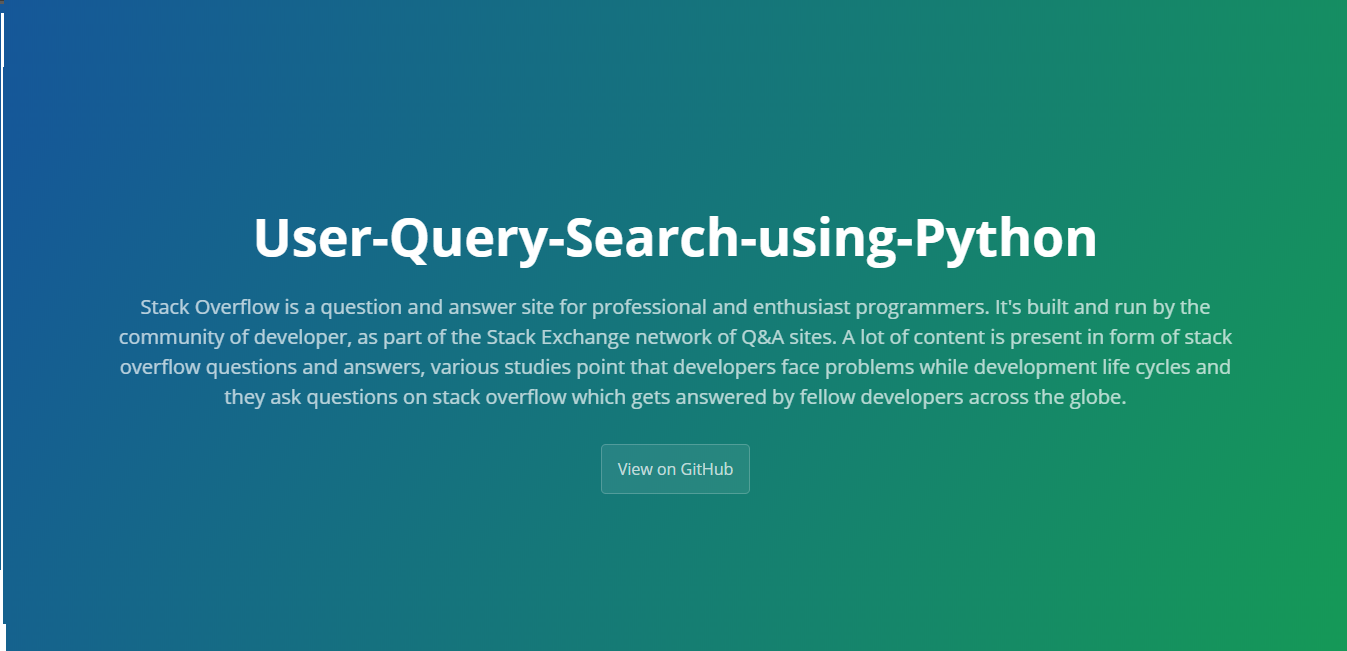 User-Query-Search-using-Python
Stack Overflow is a question and answer site for professional and enthusiast programmers. It's built and run by the
community of developer, as part of the Stack Exchange network of Q&A sites. A lot of content is present in form of stack
overflow questions and answers, various studies point that developers face problems while development life cycles and
they ask questions on stack overflow which gets answered by fellow developers across the globe.
View on GitHub